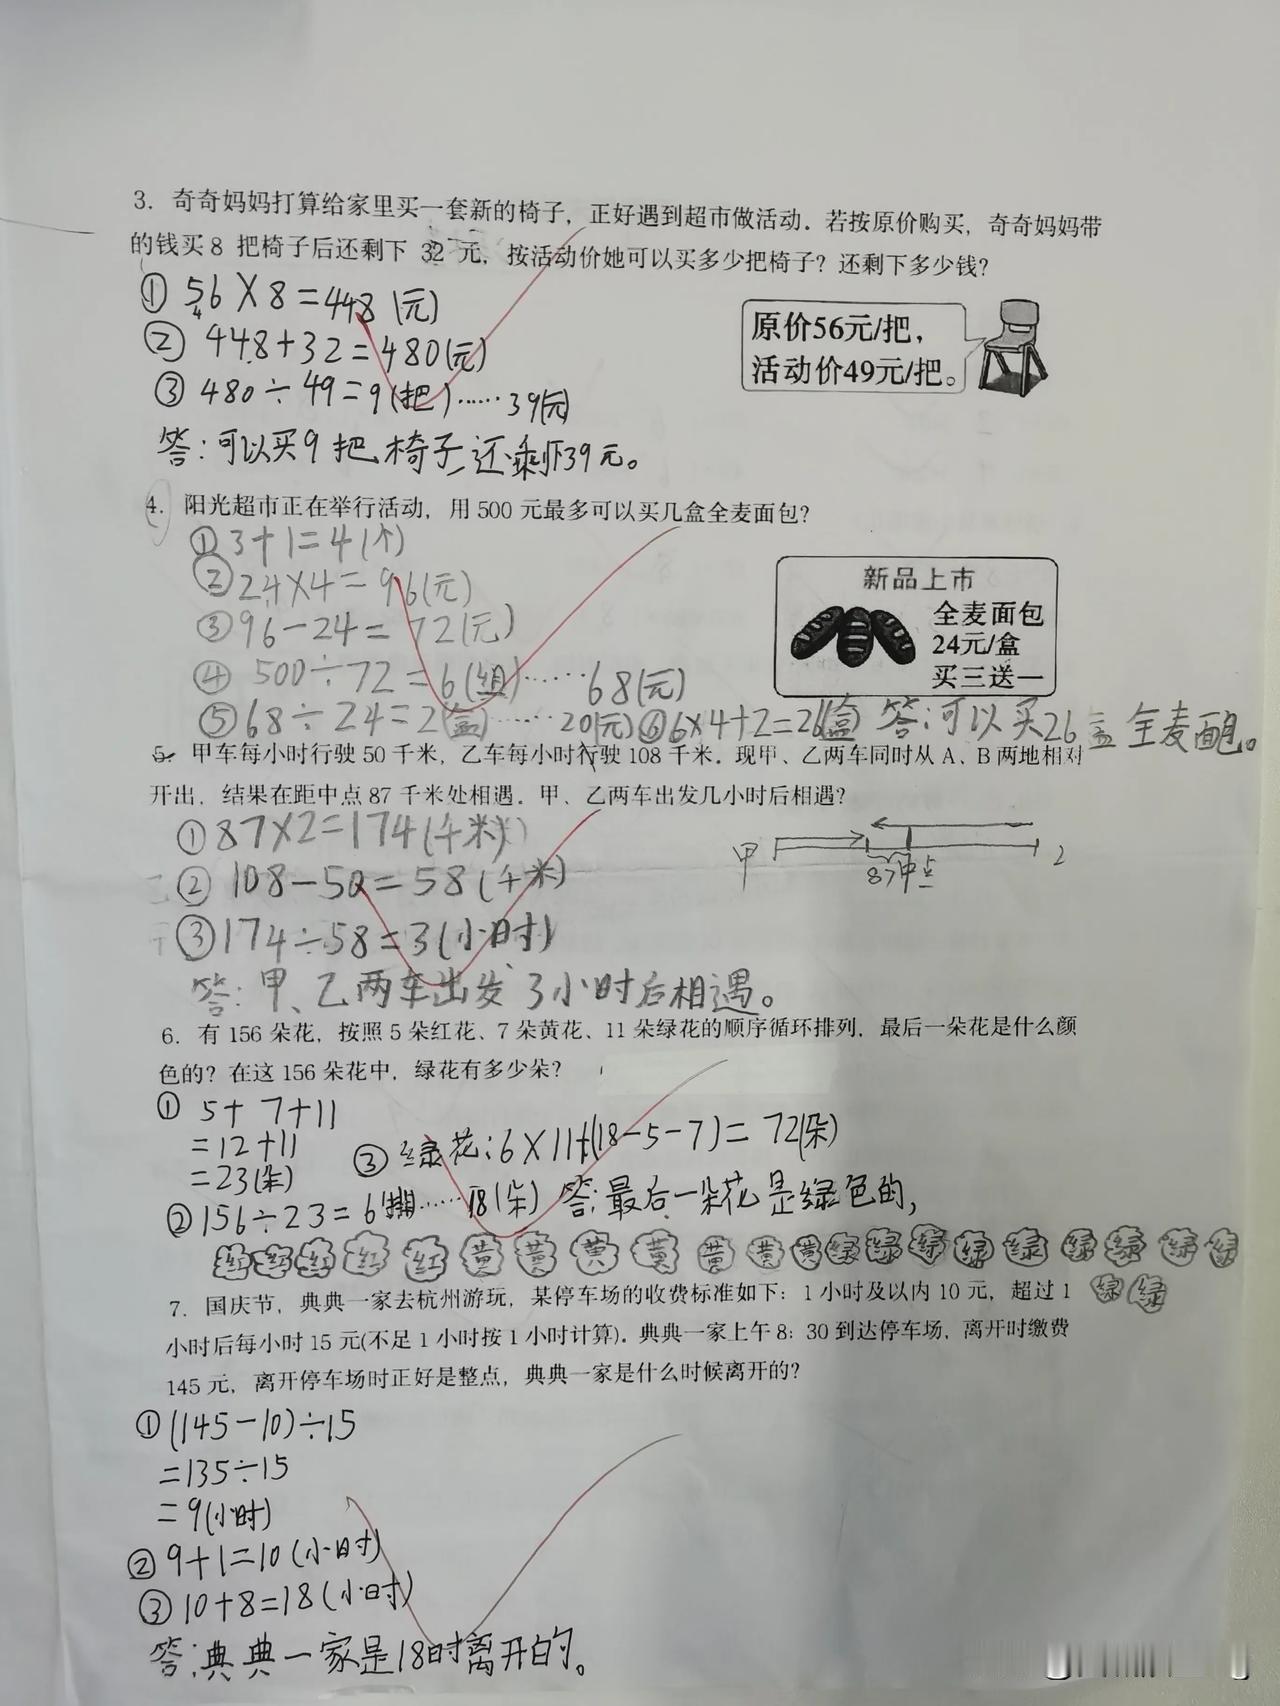 3. 奇奇妈妈打算给家里买一套新的椅子，正好遇到超市做活动．若按原价购买，奇奇妈妈带
的钱买8 把椅子后还剩下 32 元，按活动价她可以买多少把椅子？还剩下多少钱？
① 56×8=448（元）
② 448+32=480（元）
③ 480÷49=9（把）……39（元）
答：可以买9把椅子，还剩下39元。
原价56元/把，
活动价49元/把。
4. 阳光超市正在举行活动，用 500 元最多可以买几盒全麦面包？
① 3+1=4（个）
② 24×4=96（元）
③ 96-24=72（元）
④ 500÷72=6（组）……68（元）
⑤ 68÷24=2（盒）……20（元） ⑥ 6×4+2=26（盒） 答：可以买26盒全麦面包。
新品上市
全麦面包
24元/盒
买三送一
5. 甲车每小时行驶 50 千米，乙车每小时行驶 108 千米．现甲、乙两车同时从 A、B 两地相对
开出，结果在距中点 87 千米处相遇．甲、乙两车出发几小时后相遇？
① 87×2=174（千米）
② 108-50=58（千米）
③ 174÷58=3（小时）
答：甲、乙两车出发3小时后相遇。
甲 乙
87 中点
6. 有 156 朵花，按照 5 朵红花、7 朵黄花、11 朵绿花的顺序循环排列，最后一朵花是什么颜
色的？在这 156 朵花中，绿花有多少朵？
① 5+7+11
=12+11
=23（朵）
② 156÷23=6（捆）……18（朵）
③ 绿花：6×11+(18-5-7)=72（朵）
答：最后一朵花是绿色的，
红 红 红 红 红 黄 黄 黄 黄 黄 黄 黄 绿 绿 绿 绿 绿 绿 绿 绿 绿
绿 绿
7. 国庆节，典典一家去杭州游玩，某停车场的收费标准如下：1 小时及以内 10 元，超过 1
小时后每小时 15 元(不足 1 小时按 1 小时计算)．典典一家上午 8：30 到达停车场，离开时缴费
145 元，离开停车场时正好是整点，典典一家是什么时候离开的？
① (145-10)÷15
=135÷15
=9（小时）
② 9+1=10（小时）
③ 10+8=18（小时）
答：典典一家是18时离开的。